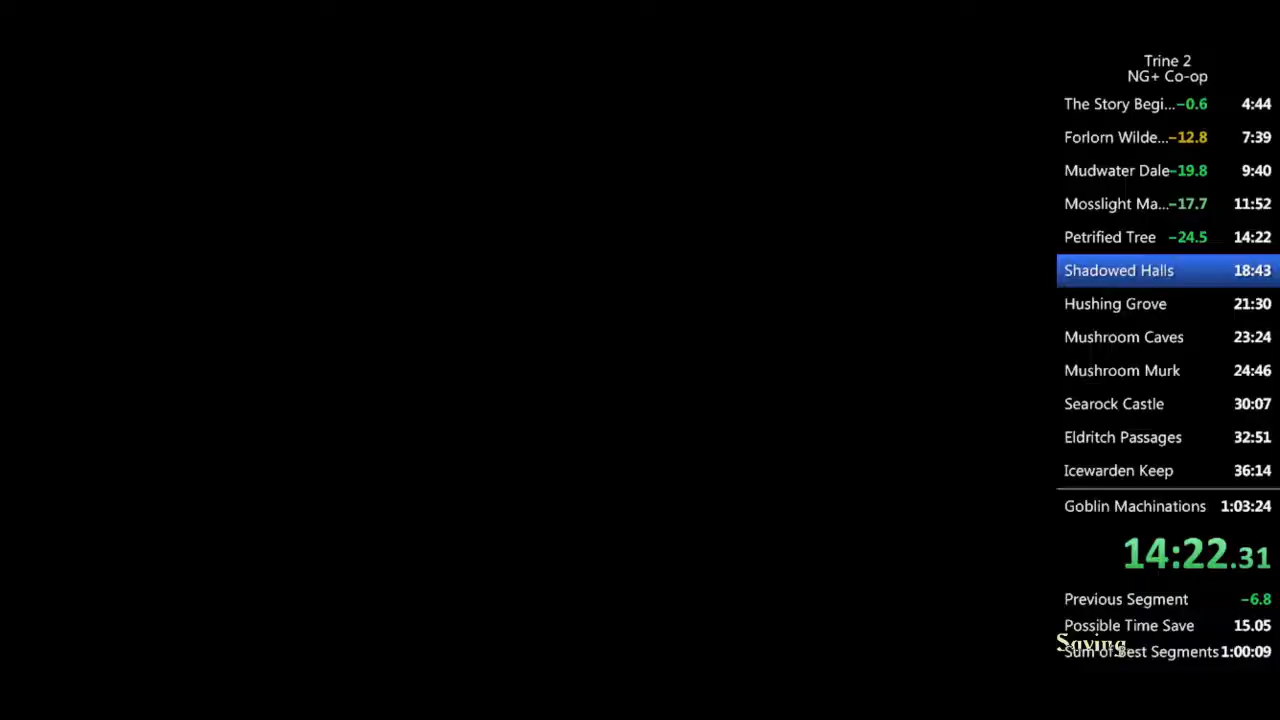 Trine 2
NG+ Co-op
The Story Begi... −0.6 4:44
Forlorn Wilde... −12.8 7:39
Mudwater Dale −19.8 9:40
Mosslight Ma... −17.7 11:52
Petrified Tree −24.5 14:22
Shadowed Halls 18:43
Hushing Grove 21:30
Mushroom Caves 23:24
Mushroom Murk 24:46
Searock Castle 30:07
Eldritch Passages 32:51
Icewarden Keep 36:14
Goblin Machinations 1:03:24
14:22.31
Previous Segment −6.8
Possible Time Save 15.05
Saving
Sum of Best Segments 1:00:09